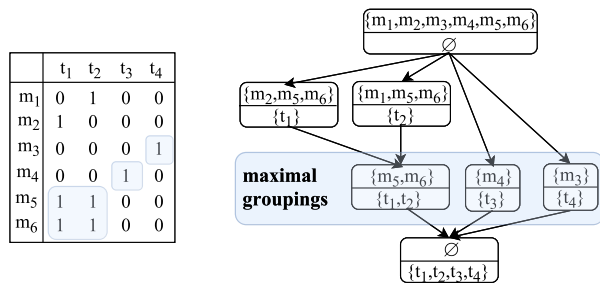 t1 t2 t3 t4
m1 0 1 0 0
m2 1 0 0 0
m3 0 0 0 1
m4 0 0 1 0
m5 1 1 0 0
m6 1 1 0 0
{m1,m2,m3,m4,m5,m6}
∅
{m2,m5,m6}
{t1}
{m1,m5,m6}
{t2}
maximal
groupings
{m5,m6}
{t1,t2}
{m4}
{t3}
{m3}
{t4}
∅
{t1,t2,t3,t4}